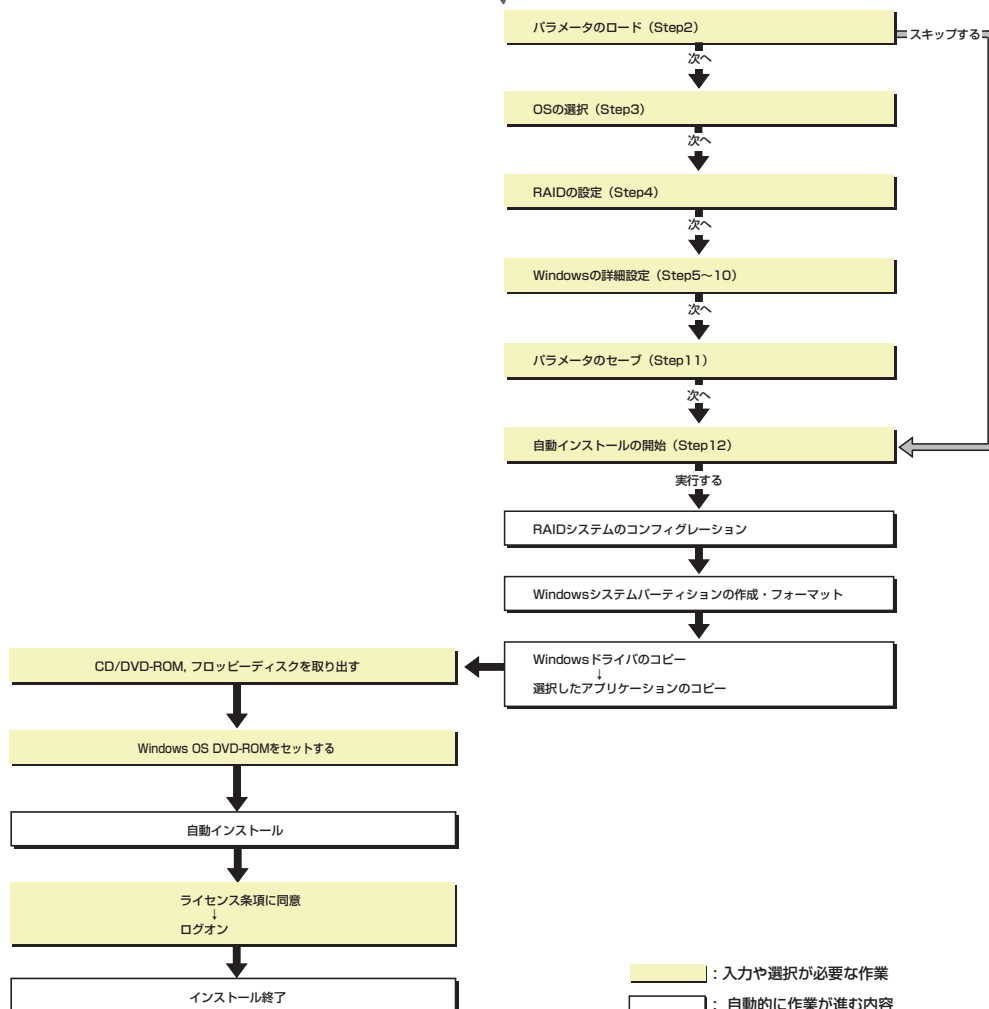 パラメータのロード（Step2）
スキップする
次へ
OSの選択（Step3）
次へ
RAIDの設定（Step4）
次へ
Windowsの詳細設定（Step5～10）
次へ
パラメータのセーブ（Step11）
次へ
自動インストールの開始（Step12）
実行する
RAIDシステムのコンフィグレーション
Windowsシステムパーティションの作成・フォーマット
Windowsドライバのコピー
↓
選択したアプリケーションのコピー
CD/DVD-ROM, フロッピーディスクを取り出す
Windows OS DVD-ROMをセットする
自動インストール
ライセンス条項に同意
↓
ログオン
インストール終了
：入力や選択が必要な作業
： 自動的に作業が進む内容